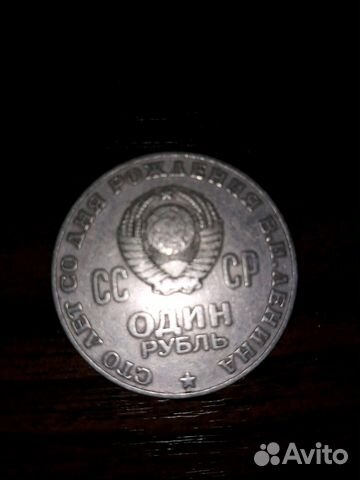 СТО ЛЕТ СО ДНЯ РОЖДЕНИЯ В.И.ЛЕНИНА
СС СР
ОДИН
РУБЛЬ
Avito